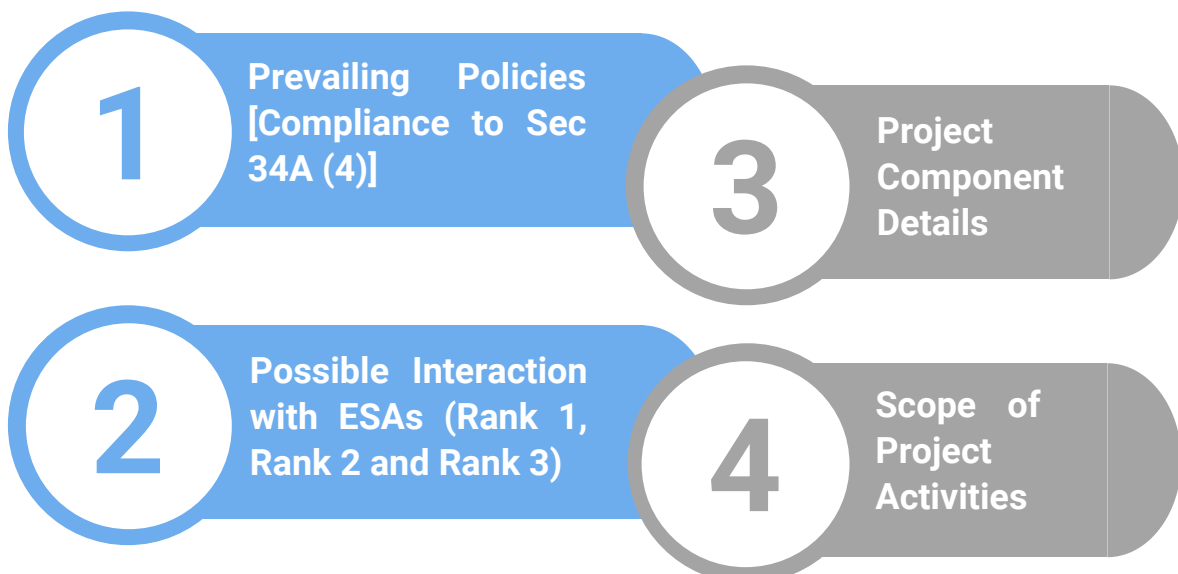 1
Prevailing Policies
[Compliance to Sec
34A (4)]
2
Possible Interaction
with ESAs (Rank 1,
Rank 2 and Rank 3)
3
Project
Component
Details
4
Scope of
Project
Activities